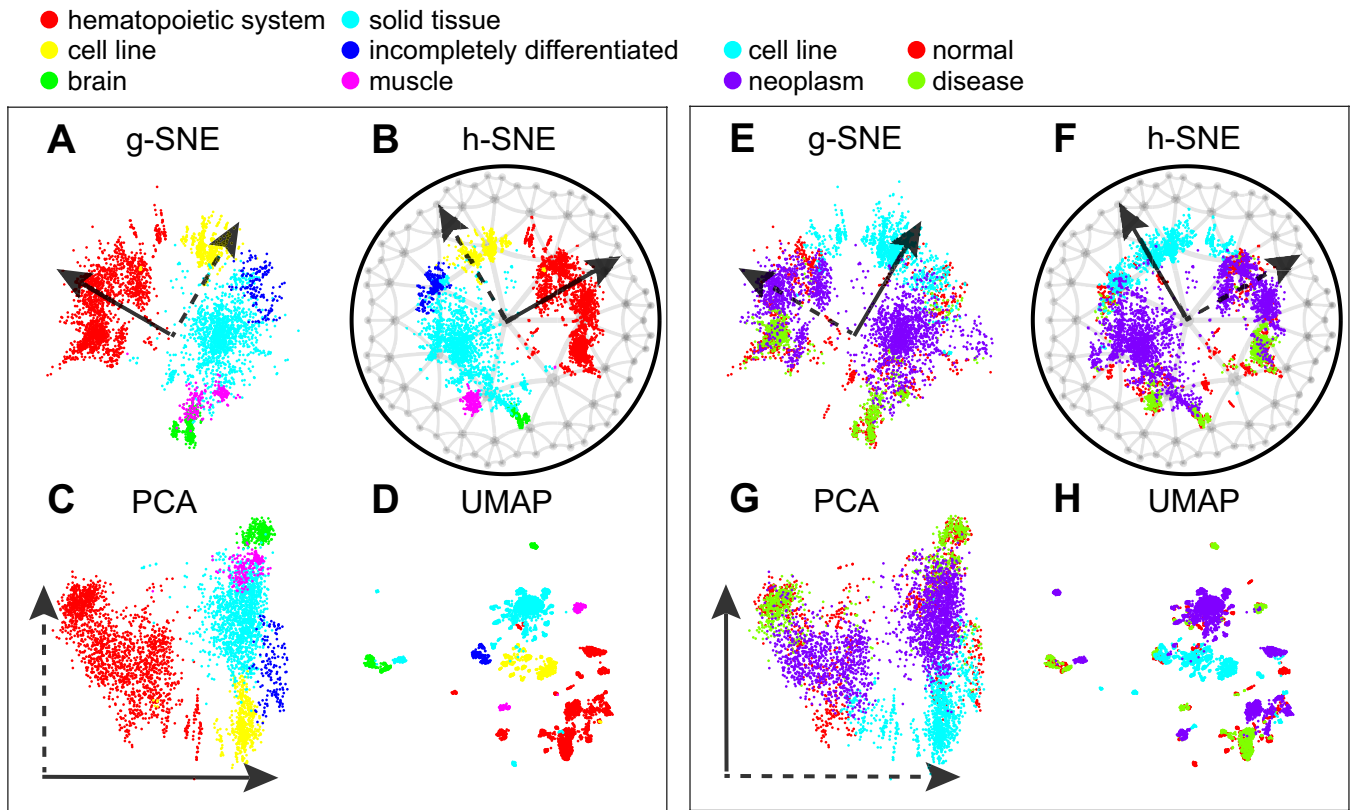 hematopoietic system
solid tissue
cell line
incompletely differentiated
brain
muscle
cell line
normal
neoplasm
disease
A g-SNE
B h-SNE
C PCA
D UMAP
E g-SNE
F h-SNE
G PCA
H UMAP